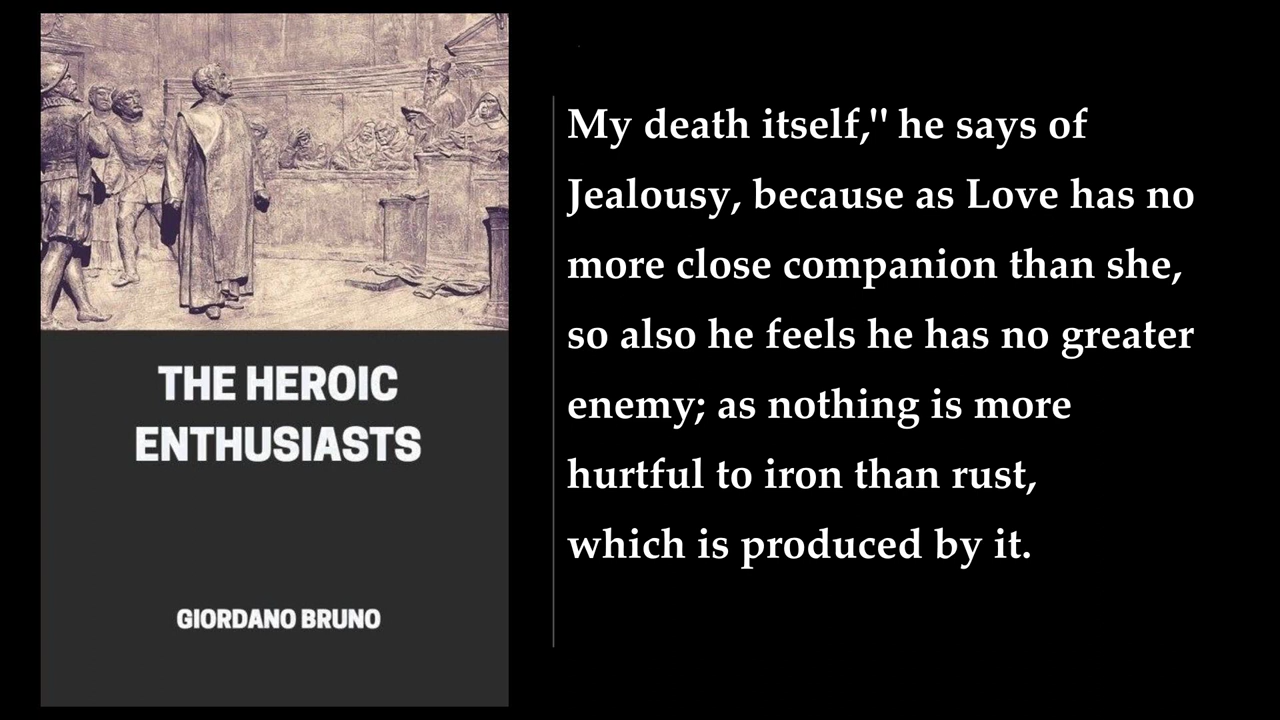 THE HEROIC
ENTHUSIASTS
GIORDANO BRUNO
My death itself," he says of
Jealousy, because as Love has no
more close companion than she,
so also he feels he has no greater
enemy; as nothing is more
hurtful to iron than rust,
which is produced by it.